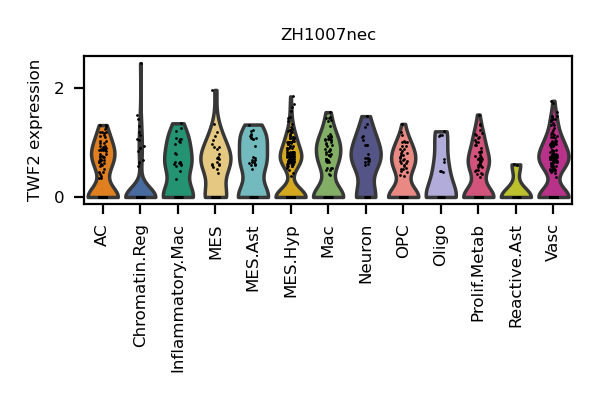 ZH1007nec
TWF2 expression
2
0
AC
Chromatin.Reg
Inflammatory.Mac
MES
MES.Ast
MES.Hyp
Mac
Neuron
OPC
Oligo
Prolif.Metab
Reactive.Ast
Vasc